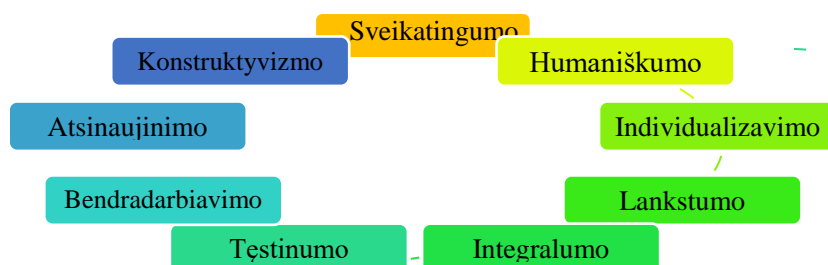 Sveikatingumo
Humaniškumo
Individualizavimo
Lankstumo
Integralumo
Tęstinumo
Bendradarbiavimo
Atsinaujinimo
Konstruktyvizmo